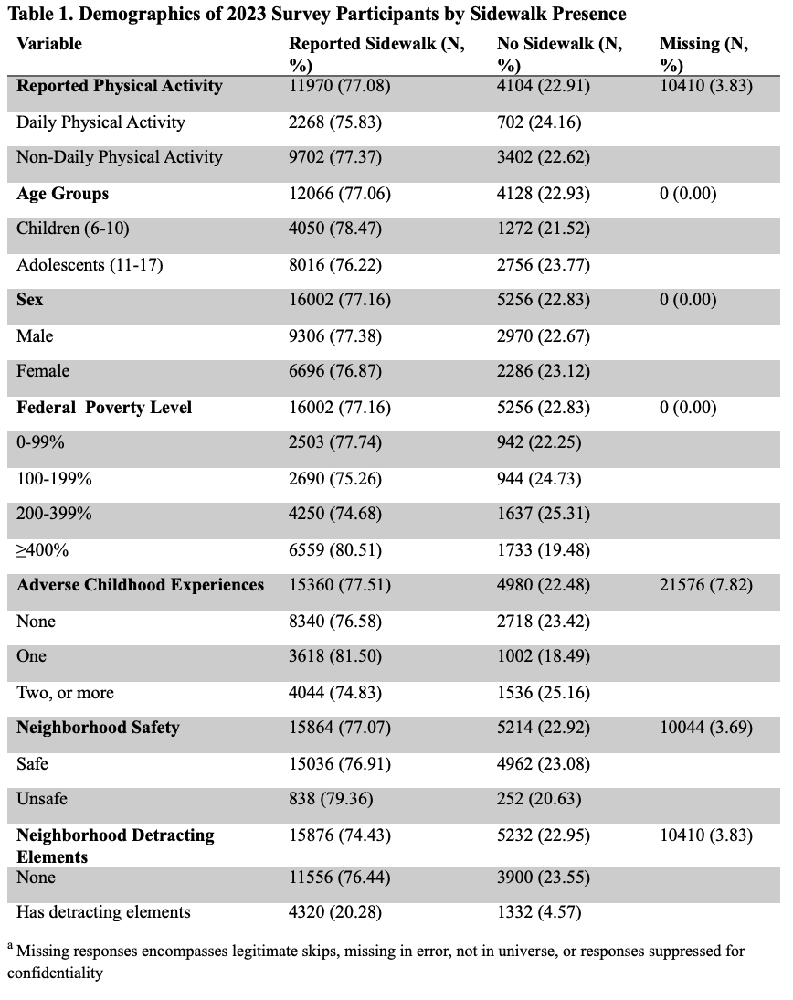 Table 1. Demographics of 2023 Survey Participants by Sidewalk Presence
Variable Reported Sidewalk (N, %) No Sidewalk (N, %) Missing (N, %)
Reported Physical Activity 11970 (77.08) 4104 (22.91) 10410 (3.83)
Daily Physical Activity 2268 (75.83) 702 (24.16)
Non-Daily Physical Activity 9702 (77.37) 3402 (22.62)
Age Groups 12066 (77.06) 4128 (22.93) 0 (0.00)
Children (6-10) 4050 (78.47) 1272 (21.52)
Adolescents (11-17) 8016 (76.22) 2756 (23.77)
Sex 16002 (77.16) 5256 (22.83) 0 (0.00)
Male 9306 (77.38) 2970 (22.67)
Female 6696 (76.87) 2286 (23.12)
Federal  Poverty Level 16002 (77.16) 5256 (22.83) 0 (0.00)
0-99% 2503 (77.74) 942 (22.25)
100-199% 2690 (75.26) 944 (24.73)
200-399% 4250 (74.68) 1637 (25.31)
≥400% 6559 (80.51) 1733 (19.48)
Adverse Childhood Experiences 15360 (77.51) 4980 (22.48) 21576 (7.82)
None 8340 (76.58) 2718 (23.42)
One 3618 (81.50) 1002 (18.49)
Two, or more 4044 (74.83) 1536 (25.16)
Neighborhood Safety 15864 (77.07) 5214 (22.92) 10044 (3.69)
Safe 15036 (76.91) 4962 (23.08)
Unsafe 838 (79.36) 252 (20.63)
Neighborhood Detracting Elements 15876 (74.43) 5232 (22.95) 10410 (3.83)
None 11556 (76.44) 3900 (23.55)
Has detracting elements 4320 (20.28) 1332 (4.57)
a Missing responses encompasses legitimate skips, missing in error, not in universe, or responses suppressed for
confidentiality